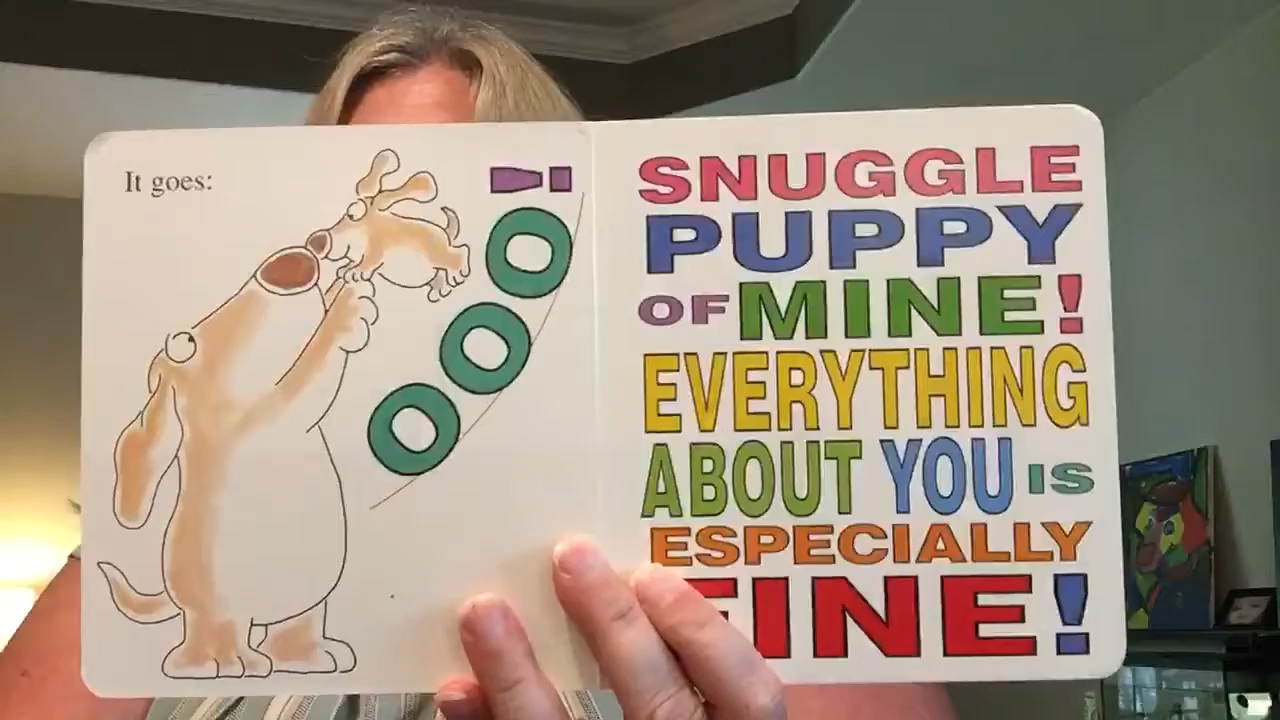 It goes:
OOO!
SNUGGLE
PUPPY
OF MINE!
EVERYTHING
ABOUT YOU IS
ESPECIALLY
FINE!